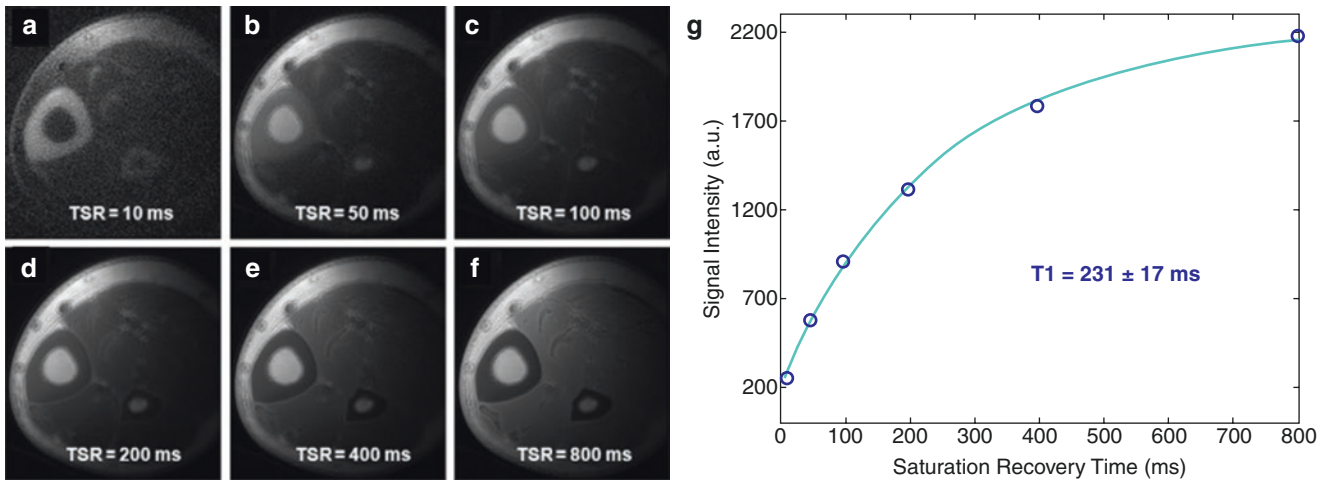 a
TSR = 10 ms
b
TSR = 50 ms
c
TSR = 100 ms
d
TSR = 200 ms
e
TSR = 400 ms
f
TSR = 800 ms
g
Signal Intensity (a.u.)
2200
1700
1200
700
200
T1 = 231 ± 17 ms
0 100 200 300 400 500 600 700 800
Saturation Recovery Time (ms)